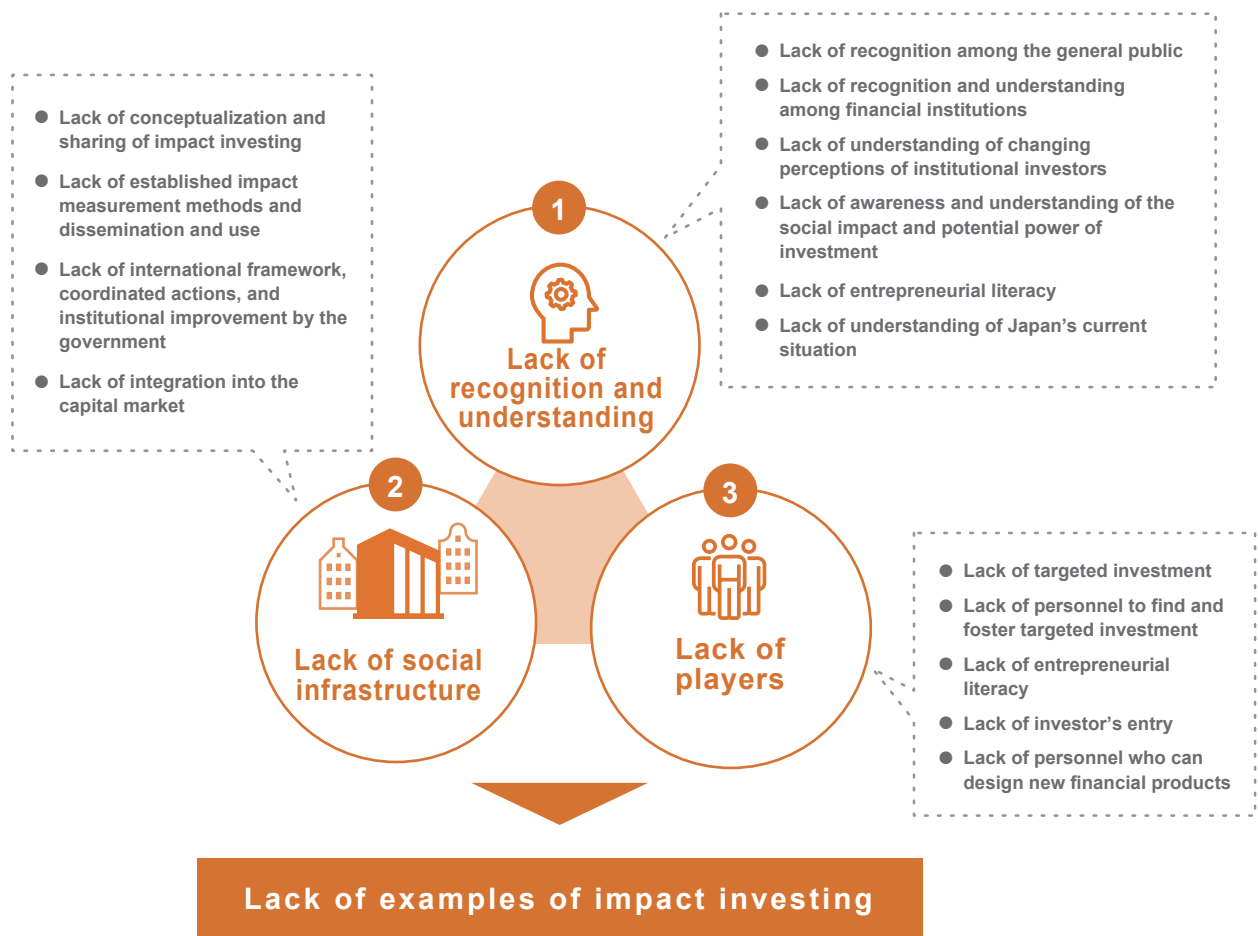 1
Lack of
recognition and
understanding
● Lack of recognition among the general public
● Lack of recognition and understanding
among financial institutions
● Lack of understanding of changing
perceptions of institutional investors
● Lack of awareness and understanding of the
social impact and potential power of
investment
● Lack of entrepreneurial literacy
● Lack of understanding of Japan’s current
situation
2
Lack of social
infrastructure
● Lack of conceptualization and
sharing of impact investing
● Lack of established impact
measurement methods and
dissemination and use
● Lack of international framework,
coordinated actions, and
institutional improvement by the
government
● Lack of integration into the
capital market
3
Lack of
players
● Lack of targeted investment
● Lack of personnel to find and
foster targeted investment
● Lack of entrepreneurial
literacy
● Lack of investor’s entry
● Lack of personnel who can
design new financial products
Lack of examples of impact investing